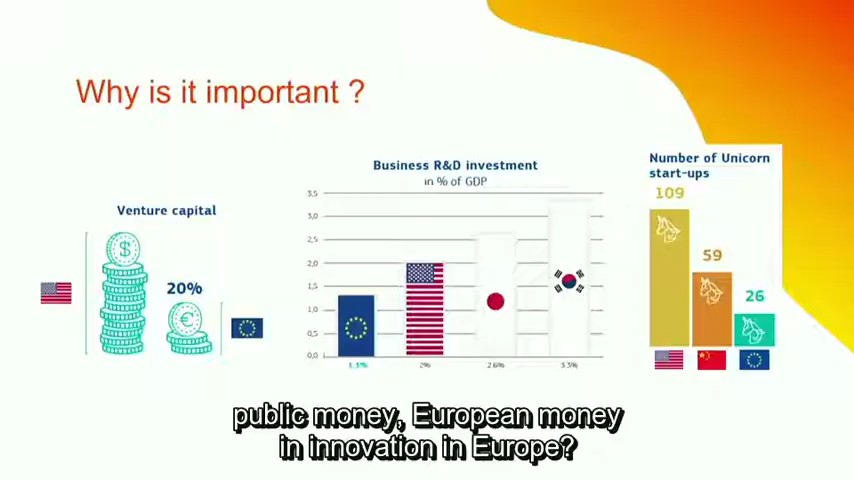 Why is it important ?
Venture capital
$
20%
€
Business R&D investment
in % of GDP
3,5
3,0
2,5
2,0
1,5
1,0
0,5
0,0
1.3%
2%
2.6%
3.3%
Number of Unicorn
start-ups
109
59
26
public money, European money
in innovation in Europe?